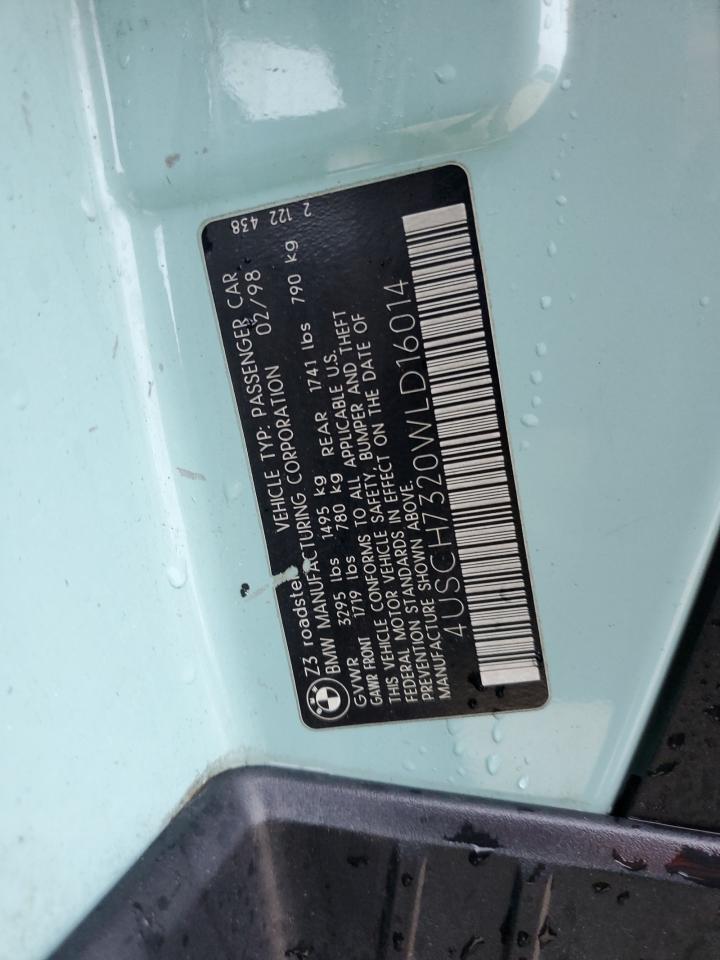 Z3 roadste VEHICLE TYP: PASSENGER CAR
BMW MANUFACTURING CORPORATION 02/98
GVWR 3295 lbs 1495 kg REAR 1741 lbs 790 kg
GAWR FRONT 1719 lbs 780 kg
THIS VEHICLE CONFORMS TO ALL APPLICABLE U.S.
FEDERAL MOTOR VEHICLE SAFETY, BUMPER AND THEFT
PREVENTION STANDARDS IN EFFECT ON THE DATE OF
MANUFACTURE SHOWN ABOVE.
4USCH7320WLD16014
2 122 438